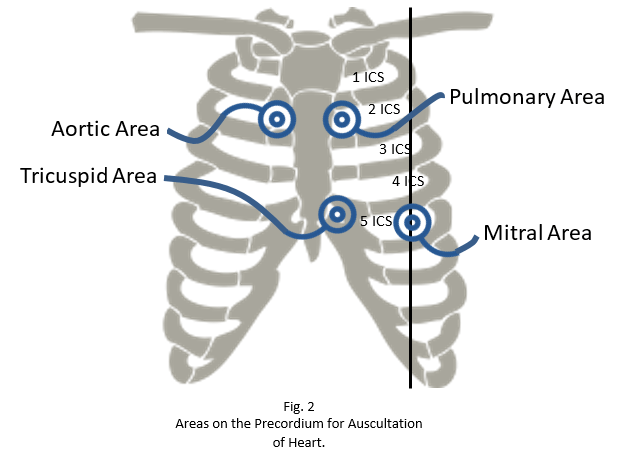 1 ICS
Pulmonary Area
2 ICS
Aortic Area
3 ICS
Tricuspid Area
4 ICS
5 ICS
Mitral Area
Fig. 2
Areas on the Precordium for Auscultation
of Heart.